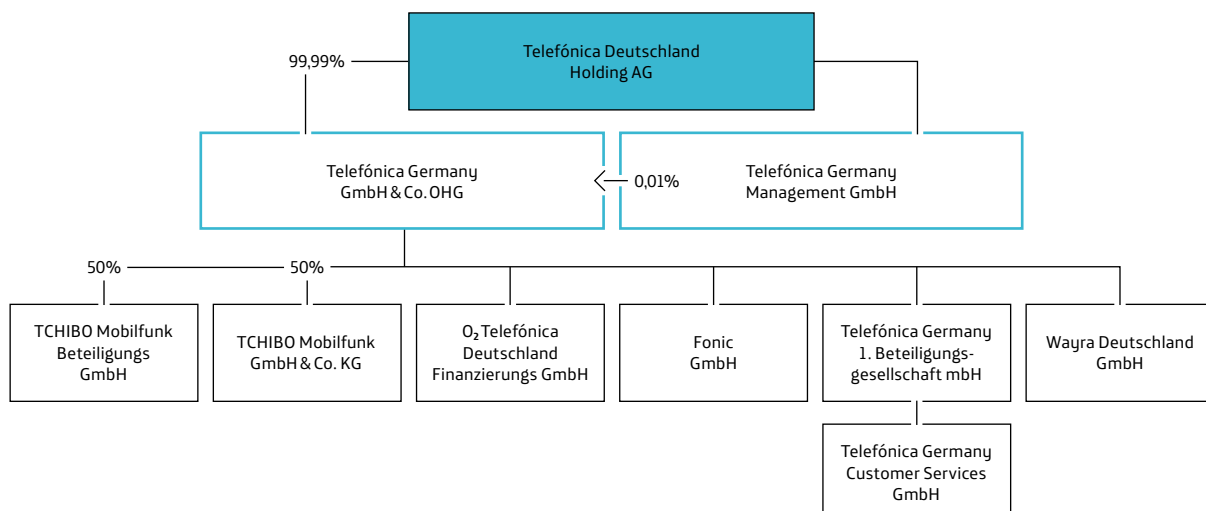 Telefónica Deutschland
Holding AG
99,99%
Telefónica Germany
GmbH & Co. OHG
0,01%
Telefónica Germany
Management GmbH
50%
50%
TCHIBO Mobilfunk
Beteiligungs
GmbH
TCHIBO Mobilfunk
GmbH & Co. KG
O₂ Telefónica
Deutschland
Finanzierungs GmbH
Fonic
GmbH
Telefónica Germany
1. Beteiligungs-
gesellschaft mbH
Wayra Deutschland
GmbH
Telefónica Germany
Customer Services
GmbH